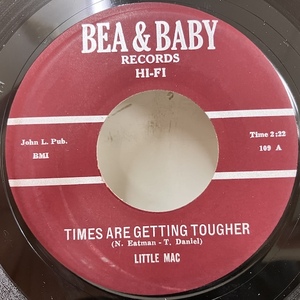 BEA & BABY
RECORDS
HI-FI
John L. Pub.
BMI
Time 2:22
109 A
TIMES ARE GETTING TOUGHER
(N. Eatman - T. Daniel)
LITTLE MAC